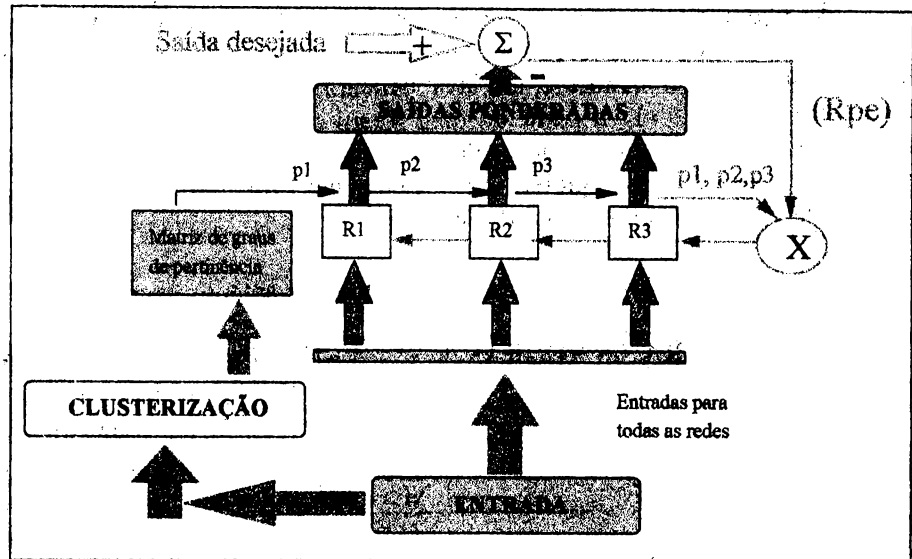 Saída desejada
+
Σ
-
SAÍDAS PONDERADAS
(Rpe)
p1
p2
p3
p1, p2,p3
Matriz de graus
de pertinência
R1
R2
R3
X
CLUSTERIZAÇÃO
Entradas para
todas as redes
ENTRADA